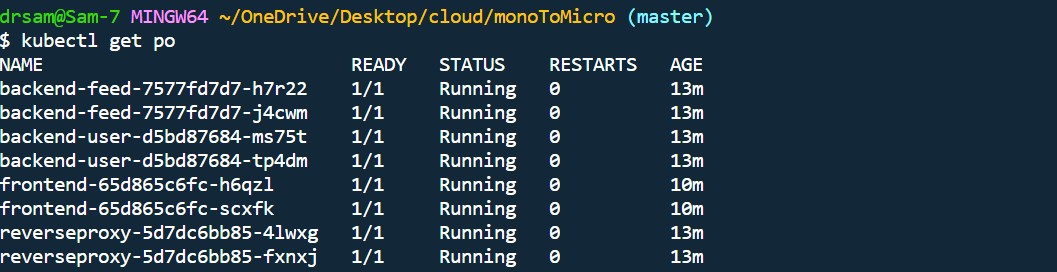 drsam@Sam-7 MINGW64 ~/OneDrive/Desktop/cloud/monoToMicro (master)
$ kubectl get po
NAME                            READY   STATUS    RESTARTS   AGE
backend-feed-7577fd7d7-h7r22    1/1     Running   0          13m
backend-feed-7577fd7d7-j4cwm    1/1     Running   0          13m
backend-user-d5bd87684-ms75t    1/1     Running   0          13m
backend-user-d5bd87684-tp4dm    1/1     Running   0          13m
frontend-65d865c6fc-h6qzl       1/1     Running   0          10m
frontend-65d865c6fc-scxfk       1/1     Running   0          10m
reverseproxy-5d7dc6bb85-4lwxg   1/1     Running   0          13m
reverseproxy-5d7dc6bb85-fxnxj   1/1     Running   0          13m